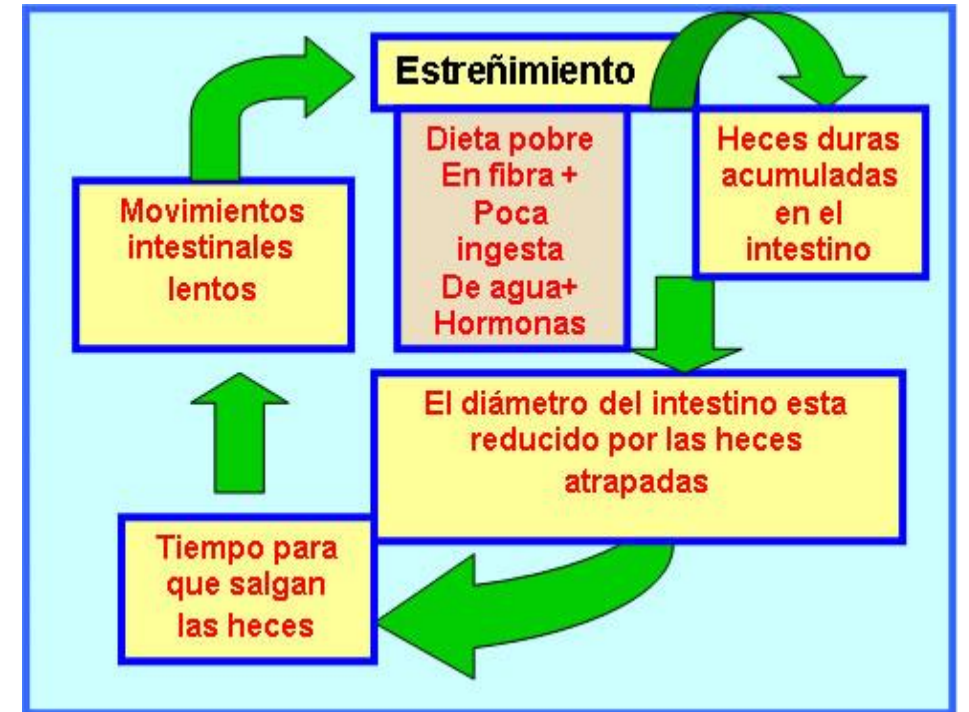 Estreñimiento
Dieta pobre
En fibra +
Poca
ingesta
De agua+
Hormonas
Heces duras
acumuladas
en el
intestino
El diámetro del intestino esta
reducido por las heces
atrapadas
Tiempo para
que salgan
las heces
Movimientos
intestinales
lentos